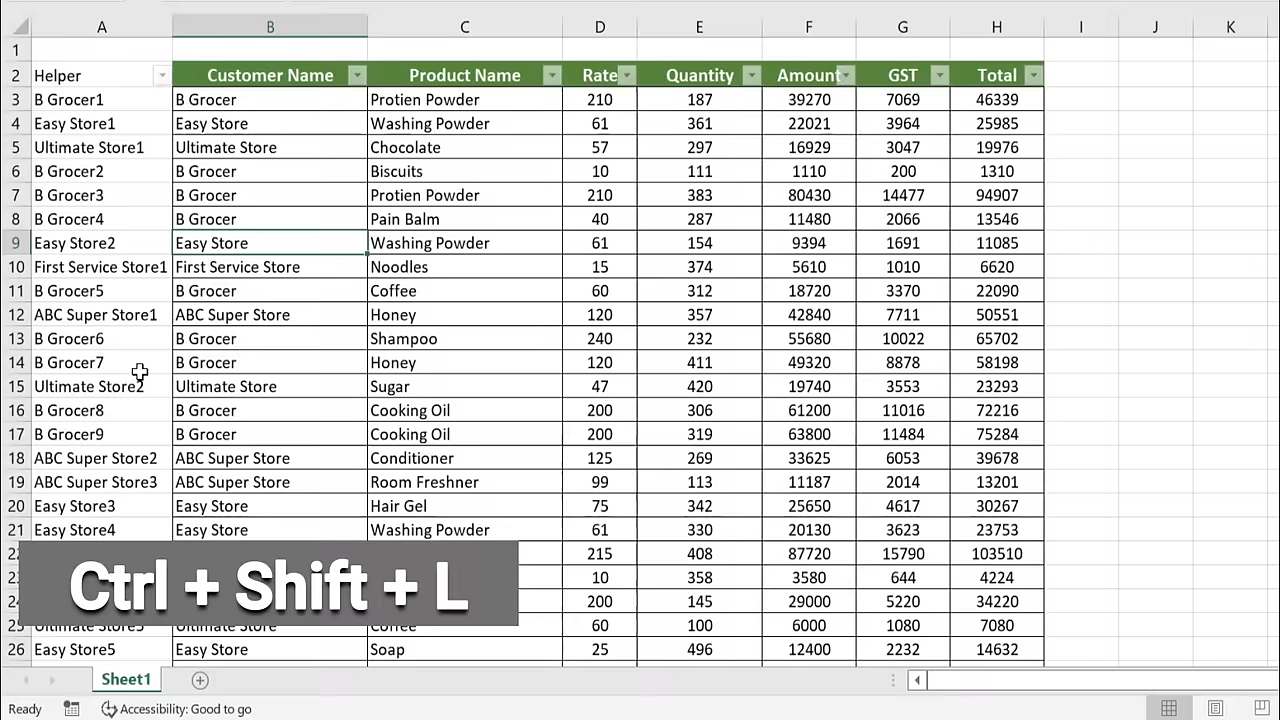 A B C D E F G H I J K
1
2 Helper Customer Name Product Name Rate Quantity Amount GST Total
3 B Grocer1 B Grocer Protien Powder 210 187 39270 7069 46339
4 Easy Store1 Easy Store Washing Powder 61 361 22021 3964 25985
5 Ultimate Store1 Ultimate Store Chocolate 57 297 16929 3047 19976
6 B Grocer2 B Grocer Biscuits 10 111 1110 200 1310
7 B Grocer3 B Grocer Protien Powder 210 383 80430 14477 94907
8 B Grocer4 B Grocer Pain Balm 40 287 11480 2066 13546
9 Easy Store2 Easy Store Washing Powder 61 154 9394 1691 11085
10 First Service Store1 First Service Store Noodles 15 374 5610 1010 6620
11 B Grocer5 B Grocer Coffee 60 312 18720 3370 22090
12 ABC Super Store1 ABC Super Store Honey 120 357 42840 7711 50551
13 B Grocer6 B Grocer Shampoo 240 232 55680 10022 65702
14 B Grocer7 B Grocer Honey 120 411 49320 8878 58198
15 Ultimate Store2 Ultimate Store Sugar 47 420 19740 3553 23293
16 B Grocer8 B Grocer Cooking Oil 200 306 61200 11016 72216
17 B Grocer9 B Grocer Cooking Oil 200 319 63800 11484 75284
18 ABC Super Store2 ABC Super Store Conditioner 125 269 33625 6053 39678
19 ABC Super Store3 ABC Super Store Room Freshner 99 113 11187 2014 13201
20 Easy Store3 Easy Store Hair Gel 75 342 25650 4617 30267
21 Easy Store4 Easy Store Washing Powder 61 330 20130 3623 23753
215 408 87720 15790 103510
10 358 3580 644 4224
Ctrl + Shift + L
200 145 29000 5220 34220
25 Ultimate Store3 Ultimate Store Coffee 60 100 6000 1080 7080
26 Easy Store5 Easy Store Soap 25 496 12400 2232 14632
Sheet1
Ready Accessibility: Good to go